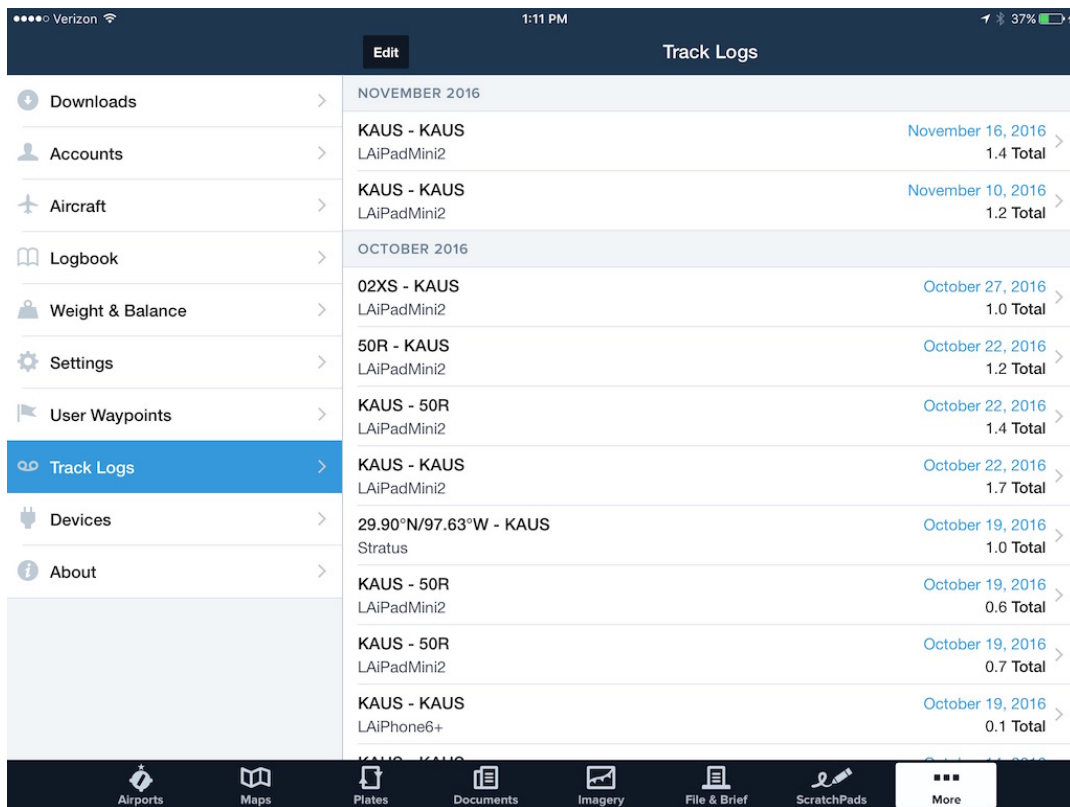 Verizon 1:11 PM 37%
Edit Track Logs
Downloads
Accounts
Aircraft
Logbook
Weight & Balance
Settings
User Waypoints
Track Logs
Devices
About
NOVEMBER 2016
KAUS - KAUS November 16, 2016
LAiPadMini2 1.4 Total
KAUS - KAUS November 10, 2016
LAiPadMini2 1.2 Total
OCTOBER 2016
02XS - KAUS October 27, 2016
LAiPadMini2 1.0 Total
50R - KAUS October 22, 2016
LAiPadMini2 1.2 Total
KAUS - 50R October 22, 2016
LAiPadMini2 1.4 Total
KAUS - KAUS October 22, 2016
LAiPadMini2 1.7 Total
29.90°N/97.63°W - KAUS October 19, 2016
Stratus 1.0 Total
KAUS - 50R October 19, 2016
LAiPadMini2 0.6 Total
KAUS - 50R October 19, 2016
LAiPadMini2 0.7 Total
KAUS - KAUS October 19, 2016
LAiPhone6+ 0.1 Total
Airports Maps Plates Documents Imagery File & Brief ScratchPads More